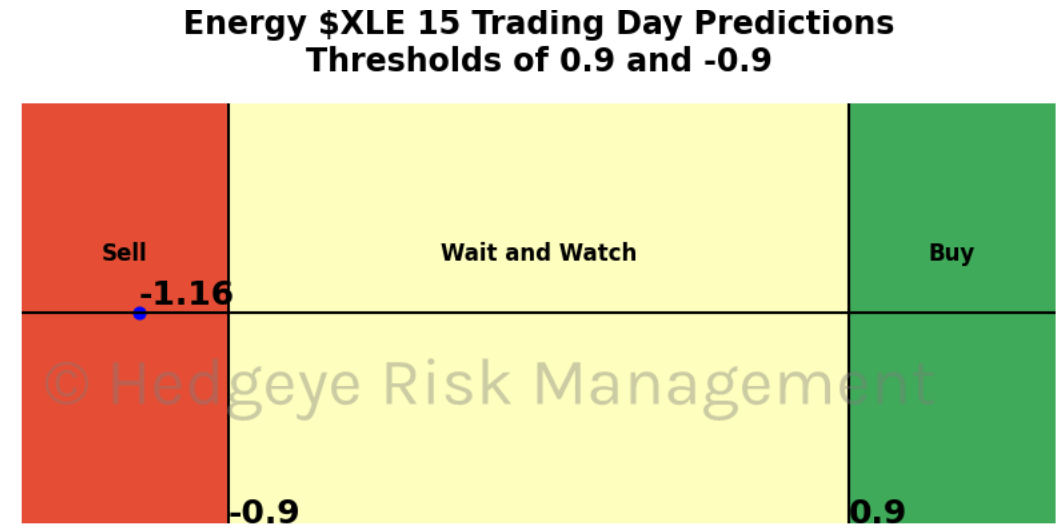 Energy $XLE 15 Trading Day Predictions
Thresholds of 0.9 and -0.9
Sell
Wait and Watch
Buy
-1.16
© Hedgeye Risk Management
-0.9
0.9